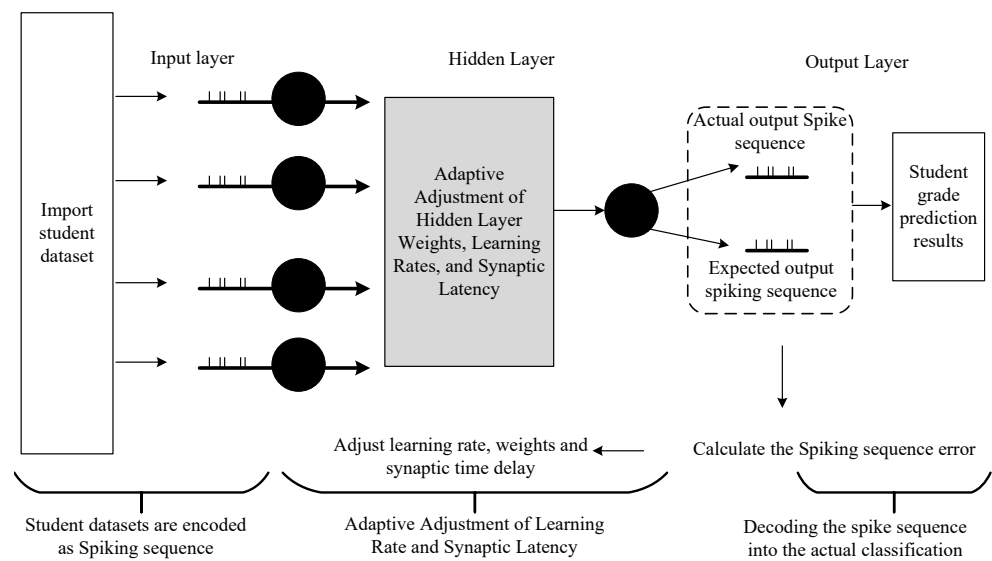 Input layer
Hidden Layer
Output Layer
Import
student
dataset
Adaptive
Adjustment of
Hidden Layer
Weights, Learning
Rates, and Synaptic
Latency
Actual output Spike
sequence
Expected output
spiking sequence
Student
grade
prediction
results
Adjust learning rate, weights and
synaptic time delay
Calculate the Spiking sequence error
Student datasets are encoded
as Spiking sequence
Adaptive Adjustment of Learning
Rate and Synaptic Latency
Decoding the spike sequence
into the actual classification